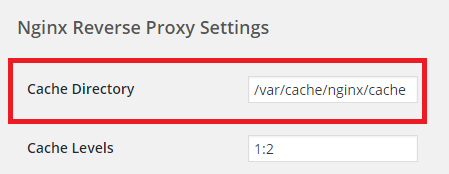 Nginx Reverse Proxy Settings
Cache Directory /var/cache/nginx/cache
Cache Levels 1:2